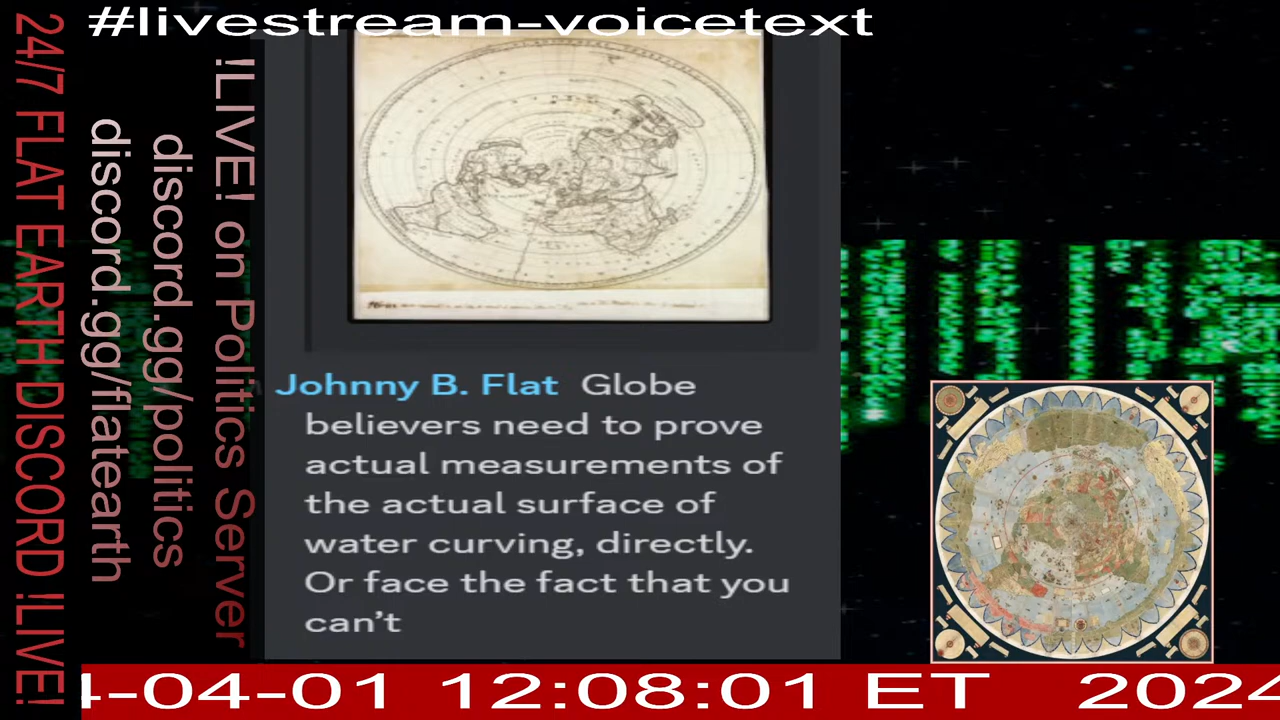 #livestream-voicetext
24/7 FLAT EARTH DISCORD !LIVE!
discord.gg/flatearth
discord.gg/politics
!LIVE! on Politics Server
Johnny B. Flat Globe
believers need to prove
actual measurements of
the actual surface of
water curving, directly.
Or face the fact that you
can't
4-04-01 12:08:01 ET 2024